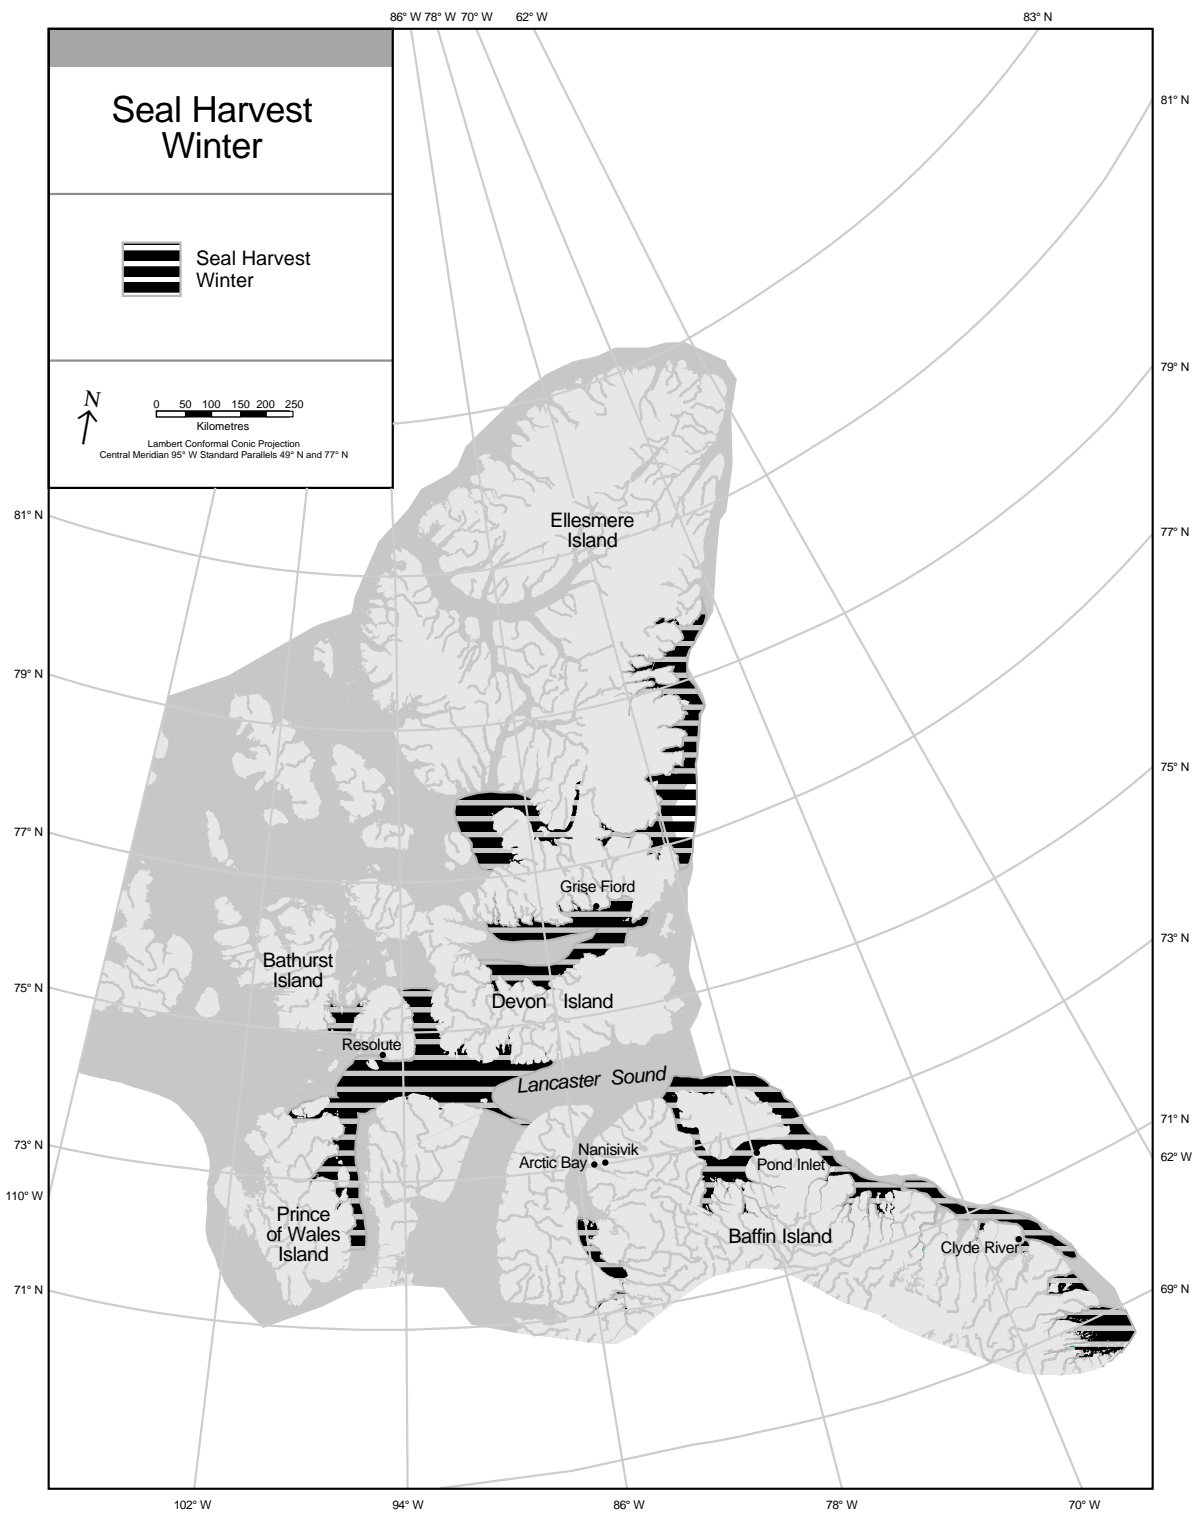 86° W 78° W 70° W 62° W 83° N
81° N
Seal Harvest
Winter
Seal Harvest
Winter
79° N
N
0 50 100 150 200 250
Kilometres
Lambert Conformal Conic Projection
Central Meridian 95° W Standard Parallels 49° N and 77° N
81° N
Ellesmere
Island
77° N
79° N
75° N
77° N
Grise Fiord
73° N
Bathurst
Island
75° N
Devon Island
Resolute
Lancaster Sound
71° N
73° N
Nanisivik
Arctic Bay
Pond Inlet
62° W
110° W
Prince
of Wales
Island
Baffin Island
Clyde River
71° N
69° N
102° W 94° W 86° W 78° W 70° W